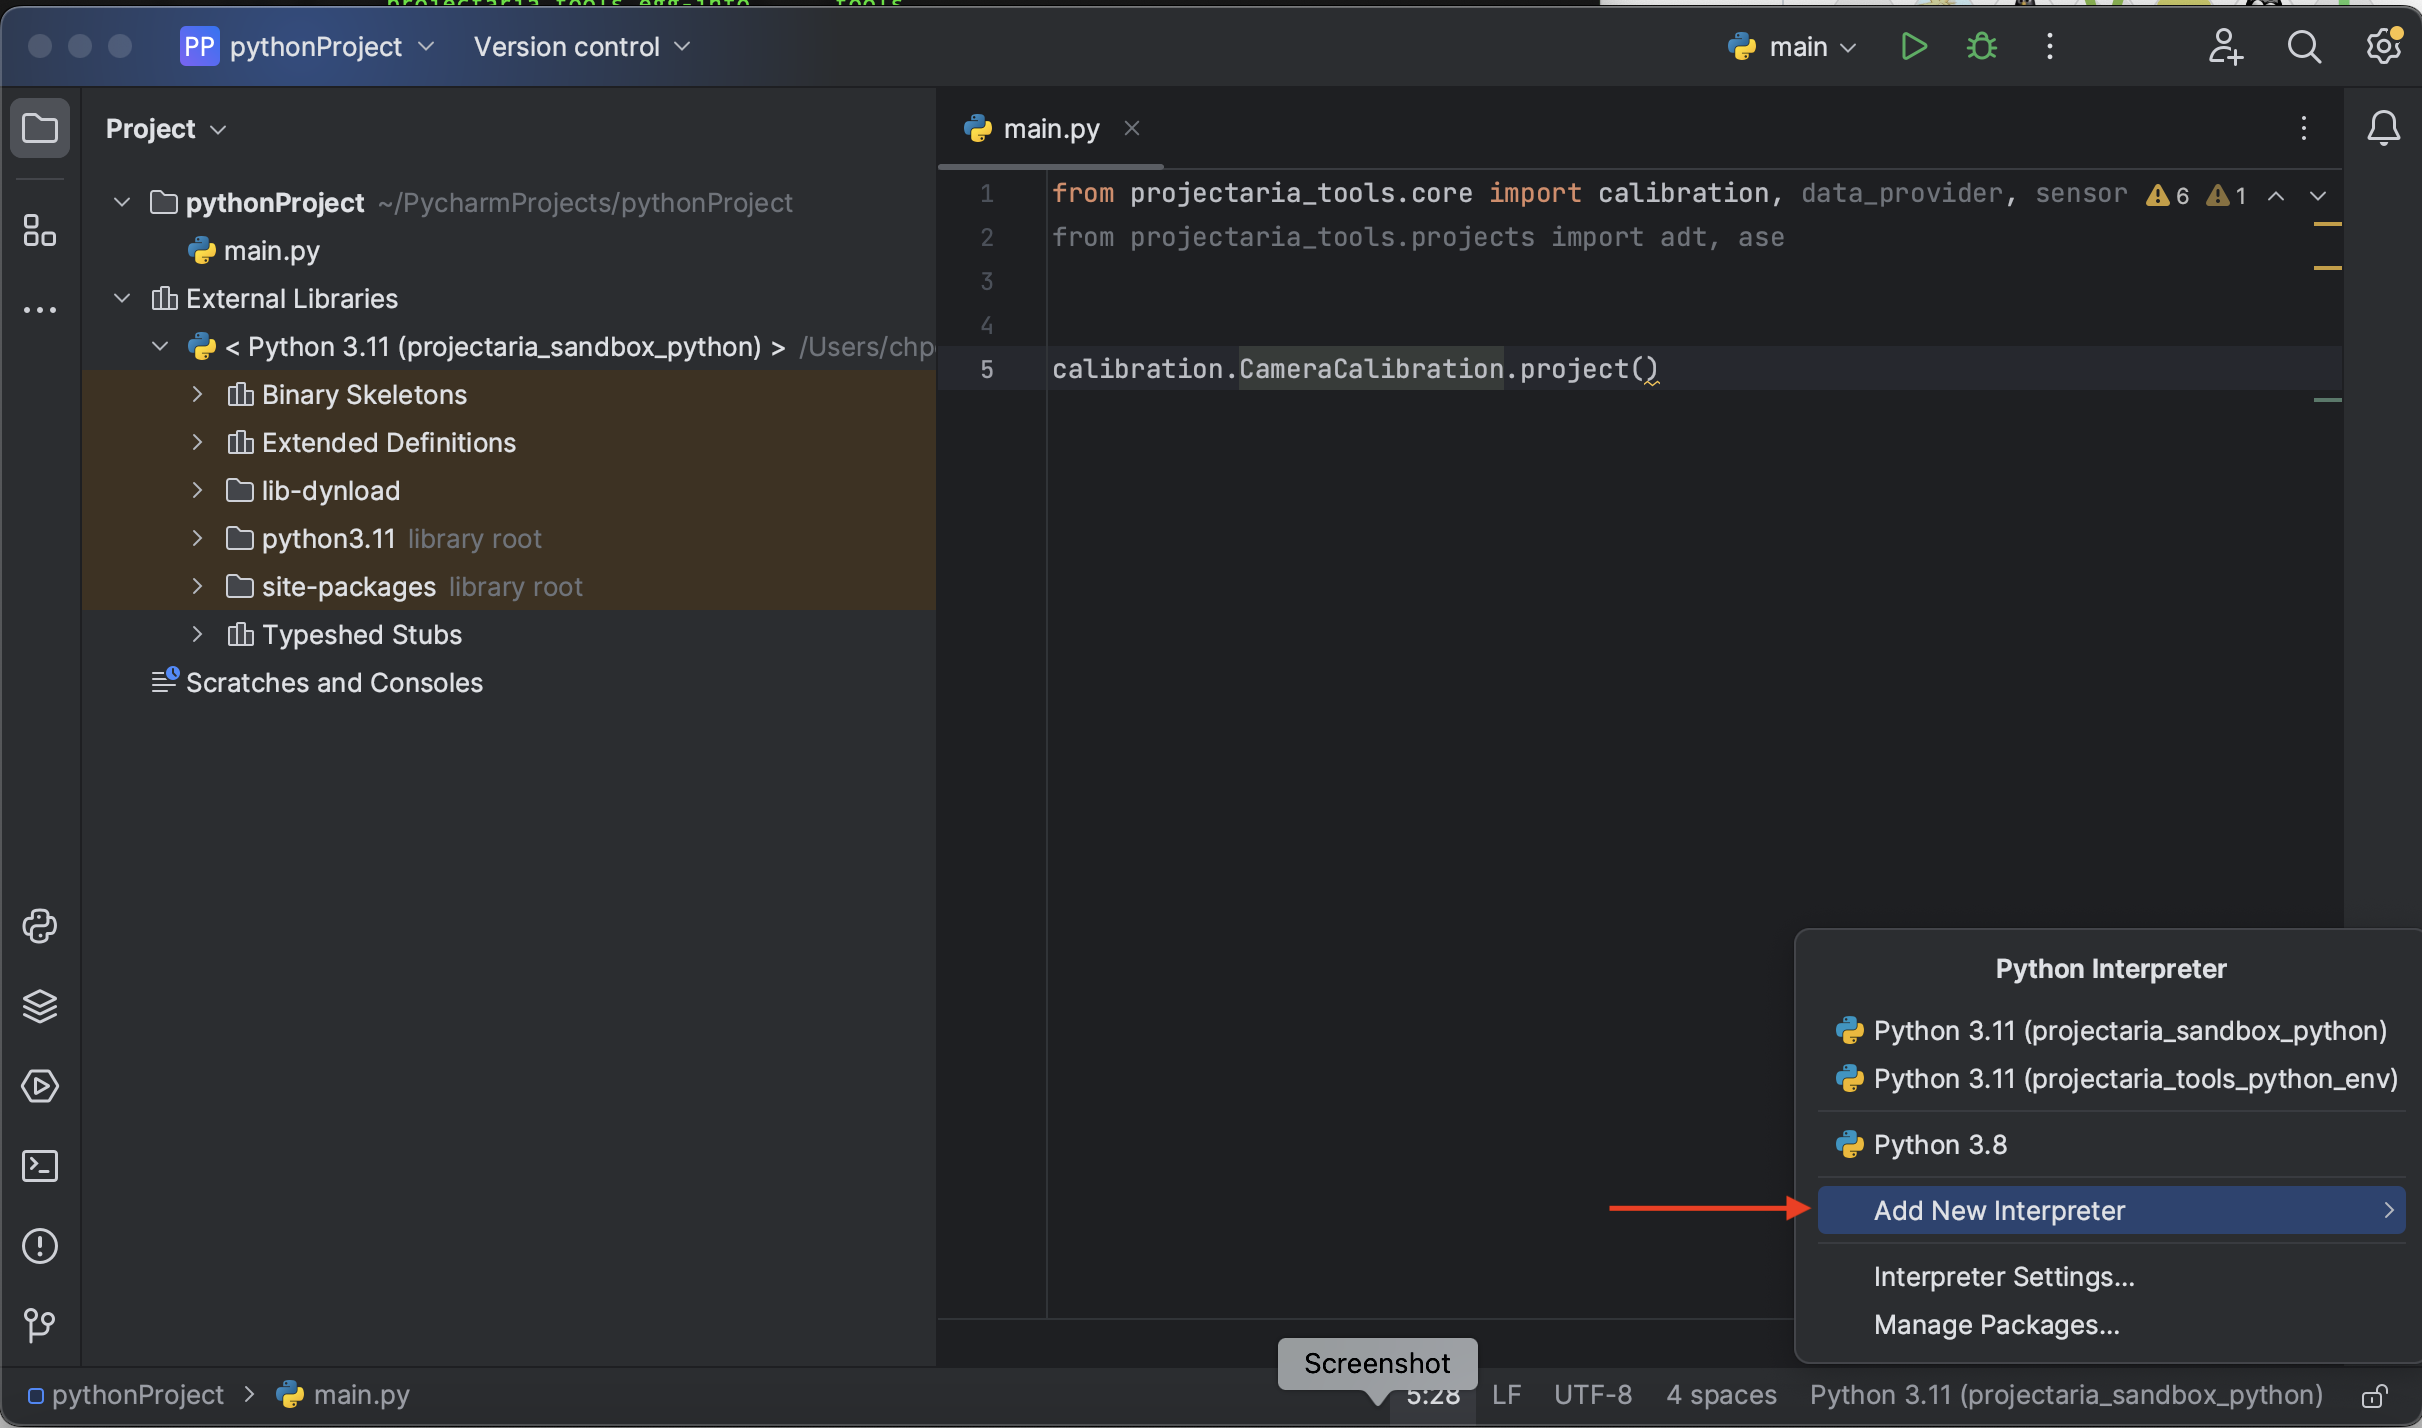 projectaria_tools.egg-info tools
PP pythonProject Version control main
Project
main.py
pythonProject ~/PycharmProjects/pythonProject
main.py
External Libraries
< Python 3.11 (projectaria_sandbox_python) > /Users/chp
Binary Skeletons
Extended Definitions
lib-dynload
python3.11 library root
site-packages library root
Typeshed Stubs
Scratches and Consoles
1 from projectaria_tools.core import calibration, data_provider, sensor 6 1
2 from projectaria_tools.projects import adt, ase
3
4
5 calibration.CameraCalibration.project()
Python Interpreter
Python 3.11 (projectaria_sandbox_python)
Python 3.11 (projectaria_tools_python_env)
Python 3.8
Add New Interpreter
Interpreter Settings...
Manage Packages...
Screenshot
pythonProject > main.py 5:28 LF UTF-8 4 spaces Python 3.11 (projectaria_sandbox_python)